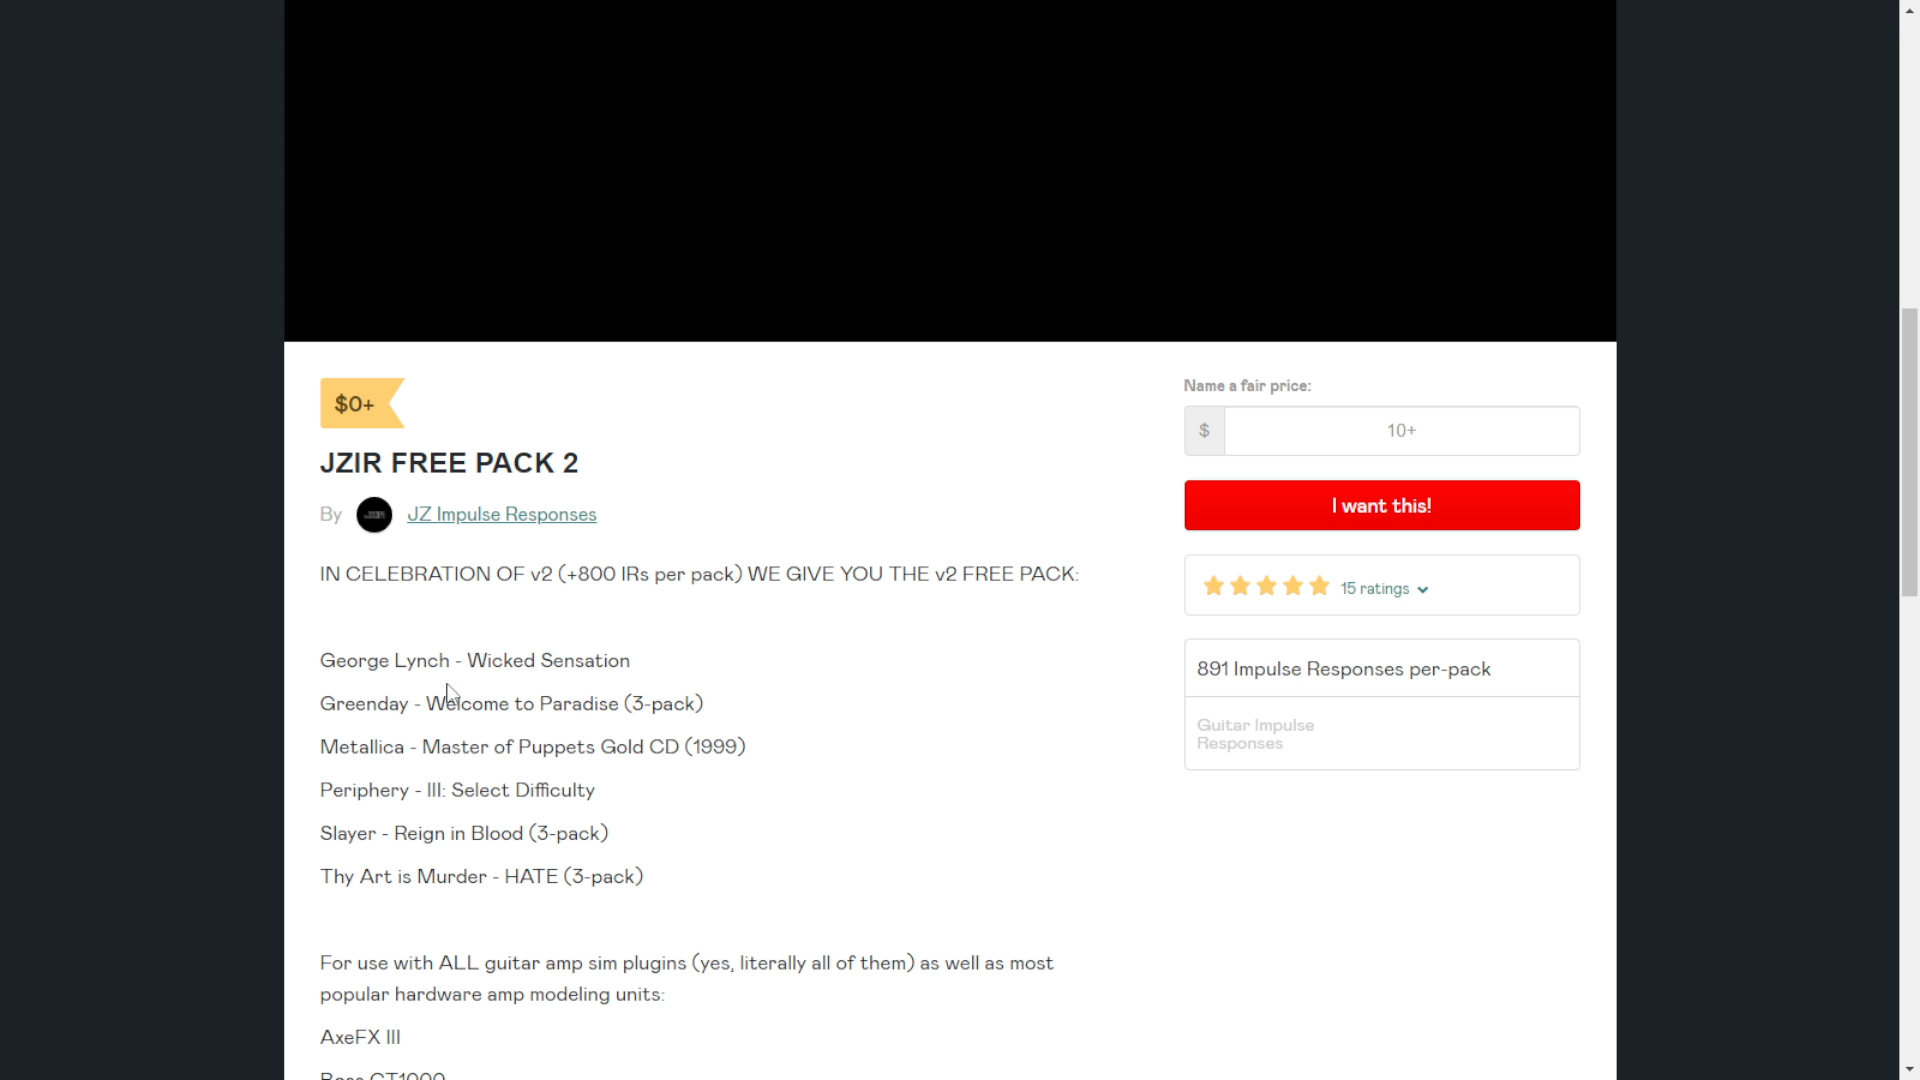 $0+
JZIR FREE PACK 2
By JZ Impulse Responses
IN CELEBRATION OF v2 (+800 IRs per pack) WE GIVE YOU THE v2 FREE PACK:
George Lynch - Wicked Sensation
Greenday - Welcome to Paradise (3-pack)
Metallica - Master of Puppets Gold CD (1999)
Periphery - III: Select Difficulty
Slayer - Reign in Blood (3-pack)
Thy Art is Murder - HATE (3-pack)
For use with ALL guitar amp sim plugins (yes, literally all of them) as well as most
popular hardware amp modeling units:
AxeFX III
Boss GT1000
Name a fair price:
$ 10+
I want this!
15 ratings
891 Impulse Responses per-pack
Guitar Impulse
Responses